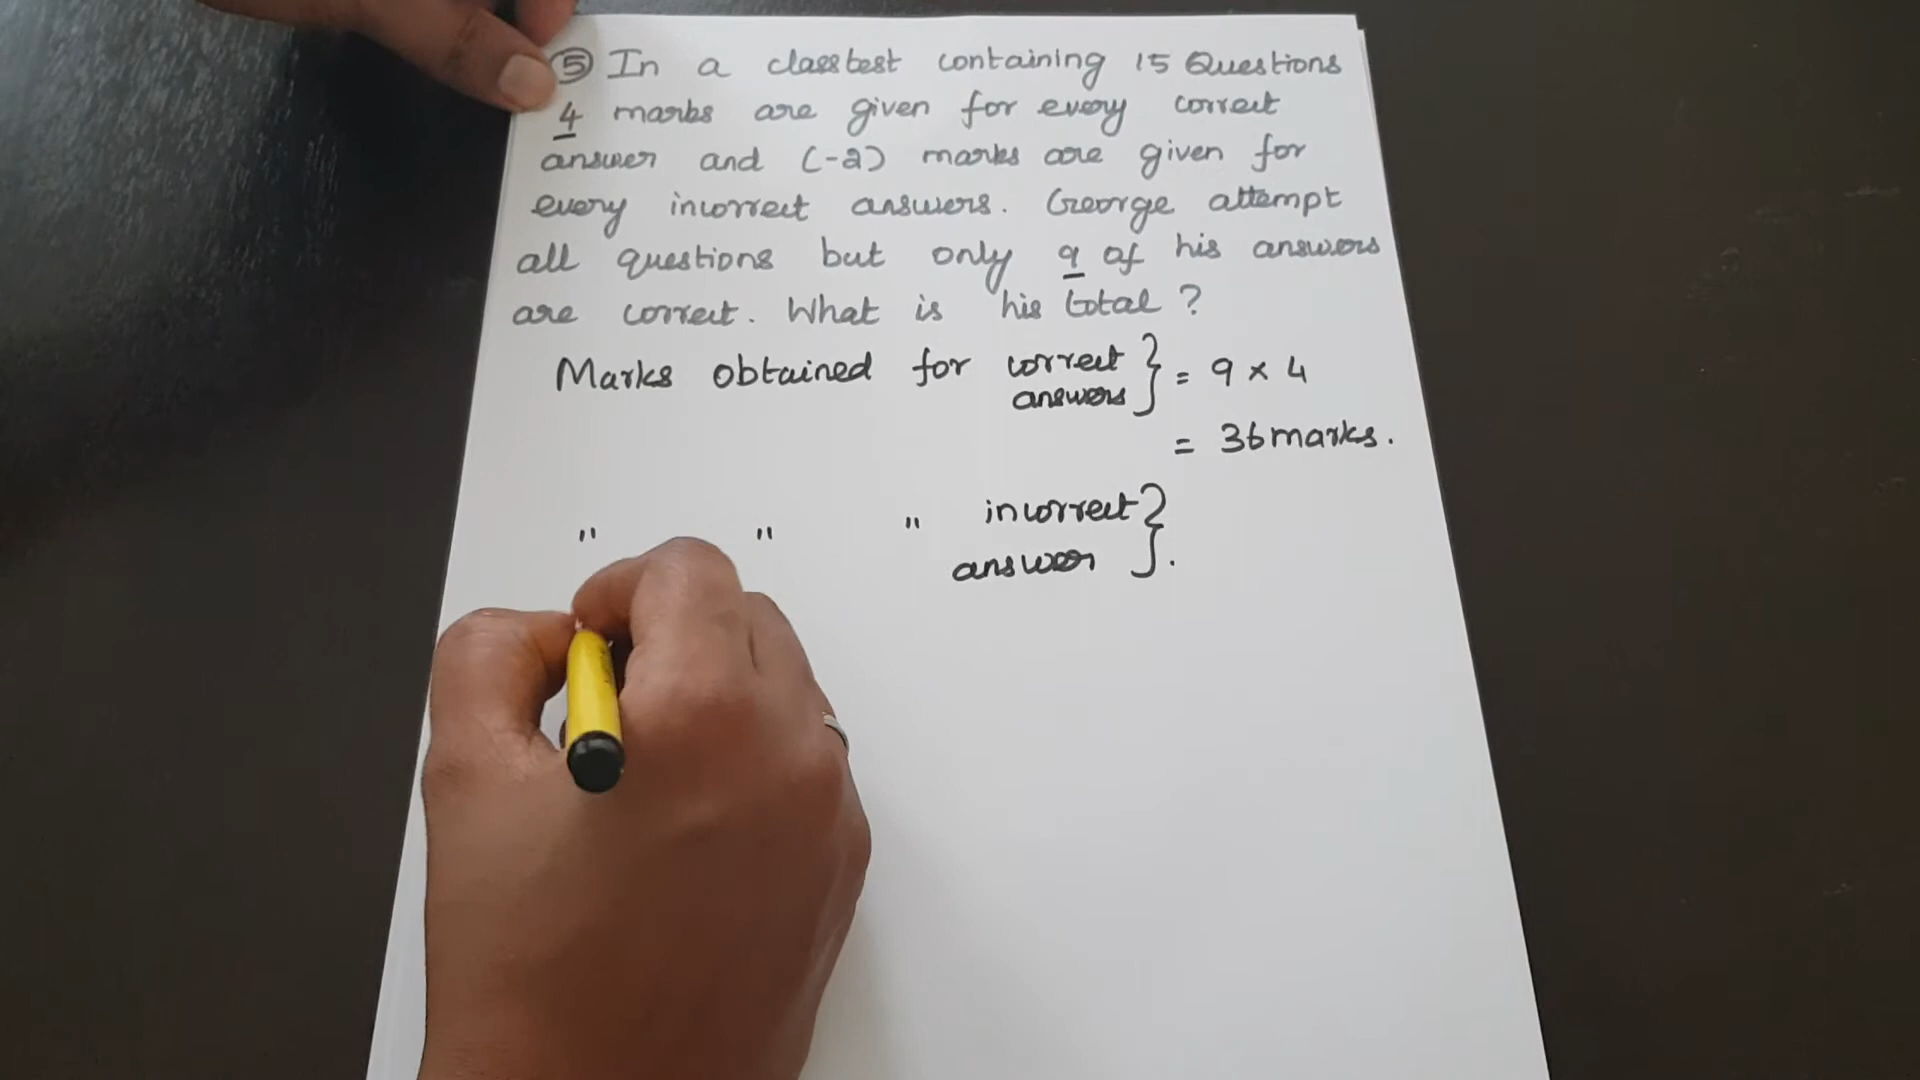 ⑤ In a classtest containing 15 Questions
4 marks are given for every correct
answer and (-2) marks are given for
every incorrect answers. George attempt
all questions but only 9 of his answers
are correct. What is his total ?
Marks obtained for correct answers } = 9 × 4
= 36 marks.
" " " incorrect answer } .